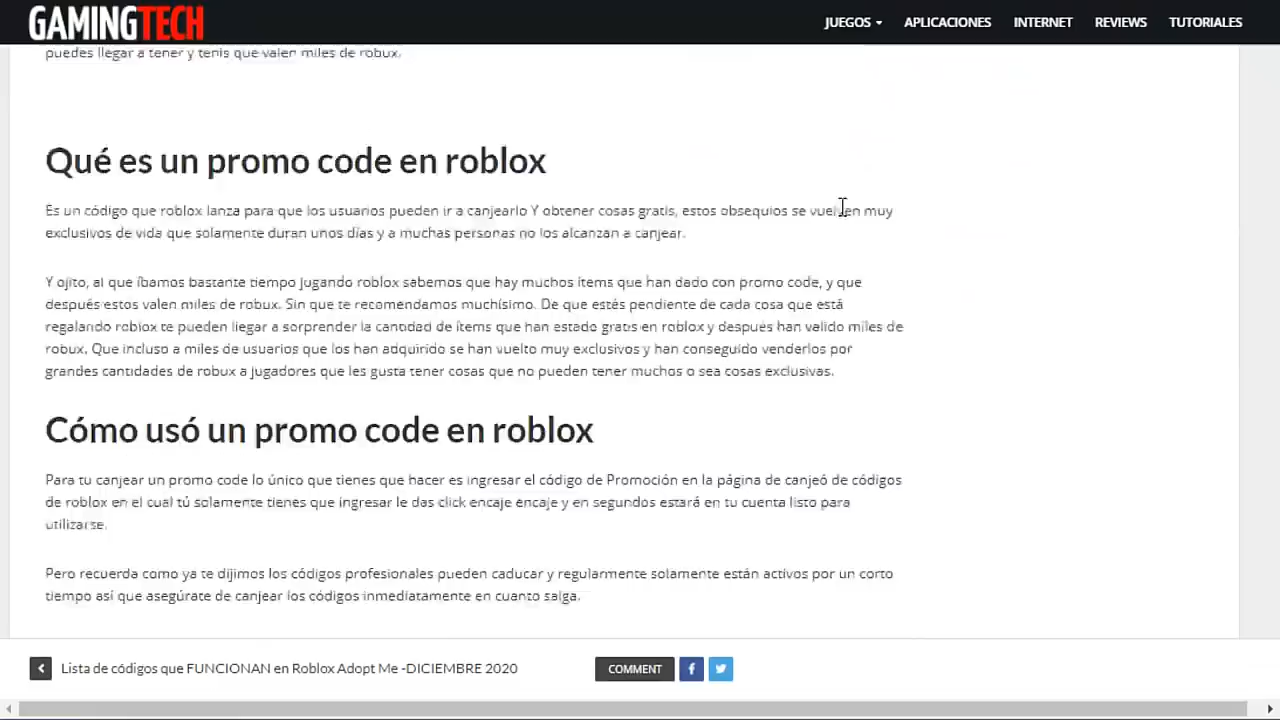 GAMINGTECH
JUEGOS
APLICACIONES
INTERNET
REVIEWS
TUTORIALES
puedes llegar a tener y tenis que valen miles de robux.
Qué es un promo code en roblox
Es un código que roblox lanza para que los usuarios pueden ir a canjearlo Y obtener cosas gratis, estos obsequios se vuelven muy
exclusivos de vida que solamente duran unos días y a muchas personas no los alcanzan a canjear.
Y ojito, al que íbamos bastante tiempo jugando roblox sabemos que hay muchos ítems que han dado con promo code, y que
después estos valen miles de robux. Sin que te recomendamos muchísimo. De que estés pendiente de cada cosa que está
regalando roblox te pueden llegar a sorprender la cantidad de ítems que han estado gratis en roblox y después han valido miles de
robux. Que incluso a miles de usuarios que los han adquirido se han vuelto muy exclusivos y han conseguido venderlos por
grandes cantidades de robux a jugadores que les gusta tener cosas que no pueden tener muchos o sea cosas exclusivas.
Cómo usó un promo code en roblox
Para tu canjear un promo code lo único que tienes que hacer es ingresar el código de Promoción en la página de canjeó de códigos
de roblox en el cual tú solamente tienes que ingresar le das click encaje encaje y en segundos estará en tu cuenta listo para
utilizarse.
Pero recuerda como ya te dijimos los códigos profesionales pueden caducar y regularmente solamente están activos por un corto
tiempo así que asegúrate de canjear los códigos inmediatamente en cuanto salga.
Lista de códigos que FUNCIONAN en Roblox Adopt Me -DICIEMBRE 2020
COMMENT